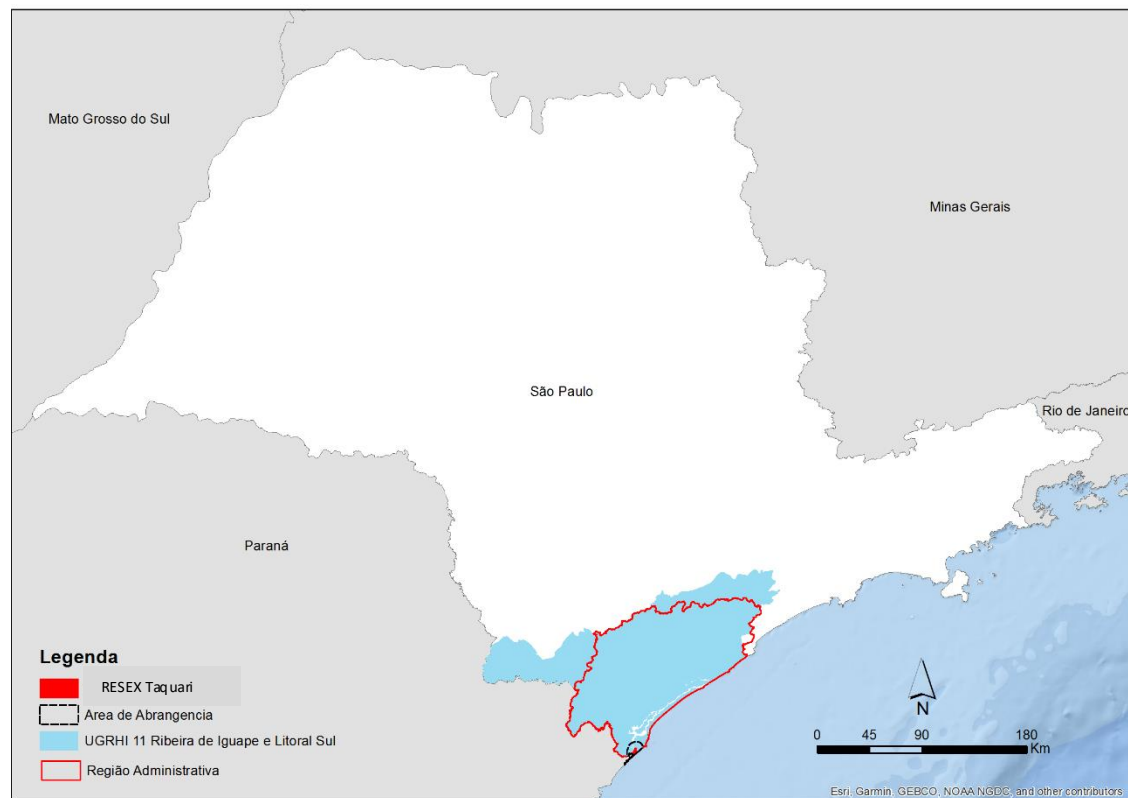 Mato Grosso do Sul
Minas Gerais
São Paulo
Rio de Janeiro
Paraná
Legenda
RESEX Taquari
Area de Abrangencia
UGRHI 11 Ribeira de Iguape e Litoral Sul
Região Administrativa
N
0 45 90 180
Km
Esri, Garmin, GEBCO, NOAA NGDC, and other contributors